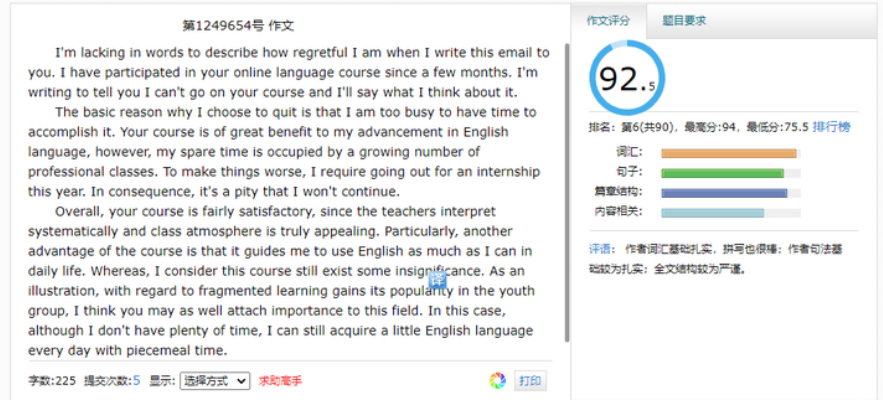 第1249654号 作文
I'm lacking in words to describe how regretful I am when I write this email to
you. I have participated in your online language course since a few months. I'm
writing to tell you I can't go on your course and I'll say what I think about it.
The basic reason why I choose to quit is that I am too busy to have time to
accomplish it. Your course is of great benefit to my advancement in English
language, however, my spare time is occupied by a growing number of
professional classes. To make things worse, I require going out for an internship
this year. In consequence, it's a pity that I won't continue.
Overall, your course is fairly satisfactory, since the teachers interpret
systematically and class atmosphere is truly appealing. Particularly, another
advantage of the course is that it guides me to use English as much as I can in
daily life. Whereas, I consider this course still exist some insignificance. As an
illustration, with regard to fragmented learning gains its popularity in the youth
group, I think you may as well attach importance to this field. In this case,
although I don't have plenty of time, I can still acquire a little English language
every day with piecemeal time.
字数:225 提交次数:5 显示: 选择方式 求助高手 打印
作文评分 题目要求
92.5
排名: 第6(共90), 最高分:94, 最低分:75.5 排行榜
词汇:
句子:
篇章结构:
内容相关:
评语: 作者词汇基础扎实，拼写也很棒；作者句法基
础较为扎实；全文结构较为严谨。
译